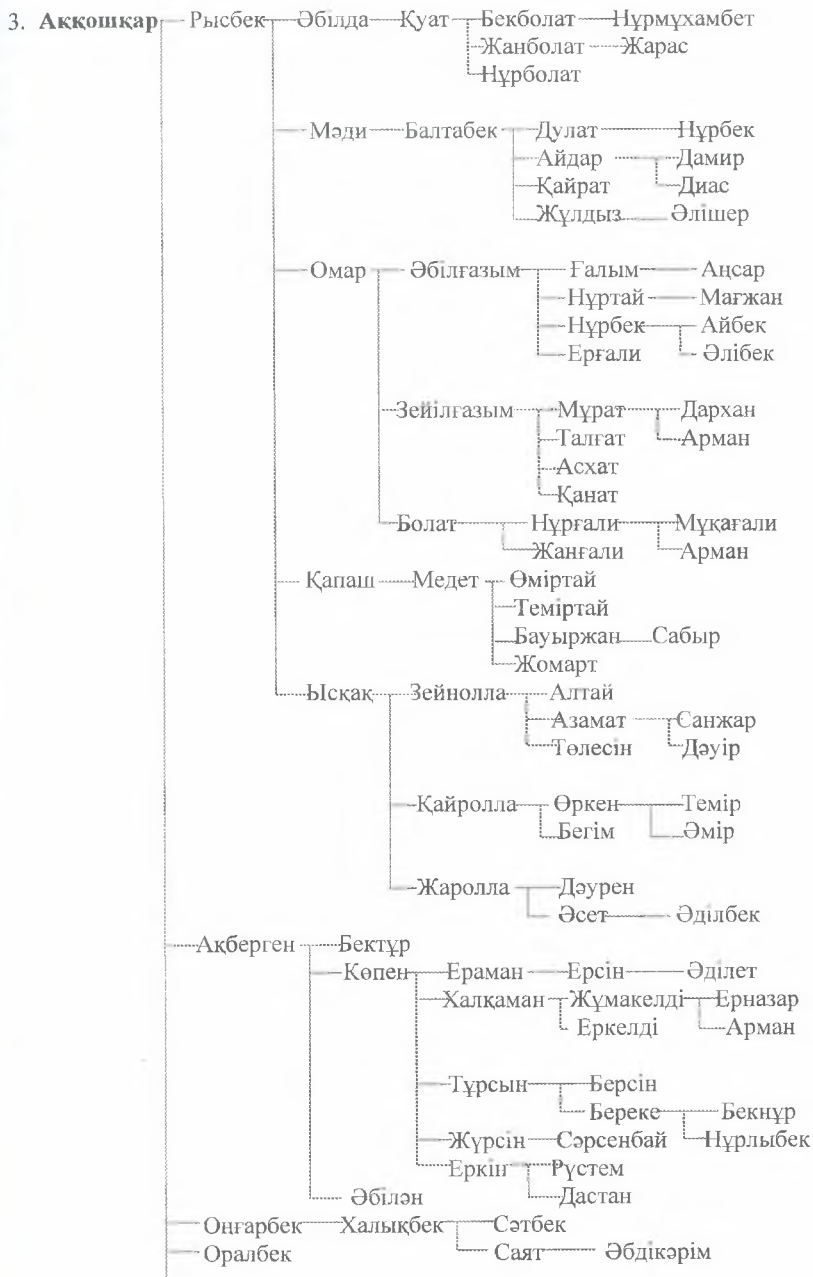 3. Аққошқар Рысбек Әбілда Қуат Бекболат Нұрмұхамбет
Жанболат Жарас
Нұрболат
Мәди Балтабек Дулат Нұрбек
Айдар Дамир
Қайрат Диас
Жұлдыз Әлішер
Омар Әбілғазым Ғалым Аңсар
Нұртай Мағжан
Нұрбек Айбек
Ерғали Әлібек
Зейілғазым Мұрат Дархан
Талғат Арман
Асхат
Қанат
Болат Нұрғали Мұқағали
Жанғали Арман
Қапаш Медет Өміртай
Теміртай
Бауыржан Сабыр
Жомарт
Ысқақ Зейнолла Алтай
Азамат Санжар
Төлесін Дәуір
Қайролла Өркен Темір
Бегім Әмір
Жаролла Дәурен
Әсет Әділбек
Ақберген Бектұр
Көпен Ераман Ерсін Әділет
Халқаман Жұмакелді Ерназар
Еркелді Арман
Тұрсын Берсін
Береке Бекнұр
Жүрсін Сәрсенбай Нұрлыбек
Еркін Рүстем
Әбілән Дастан
Оңғарбек Халықбек Сәтбек
Оралбек Саят Әбдікәрім